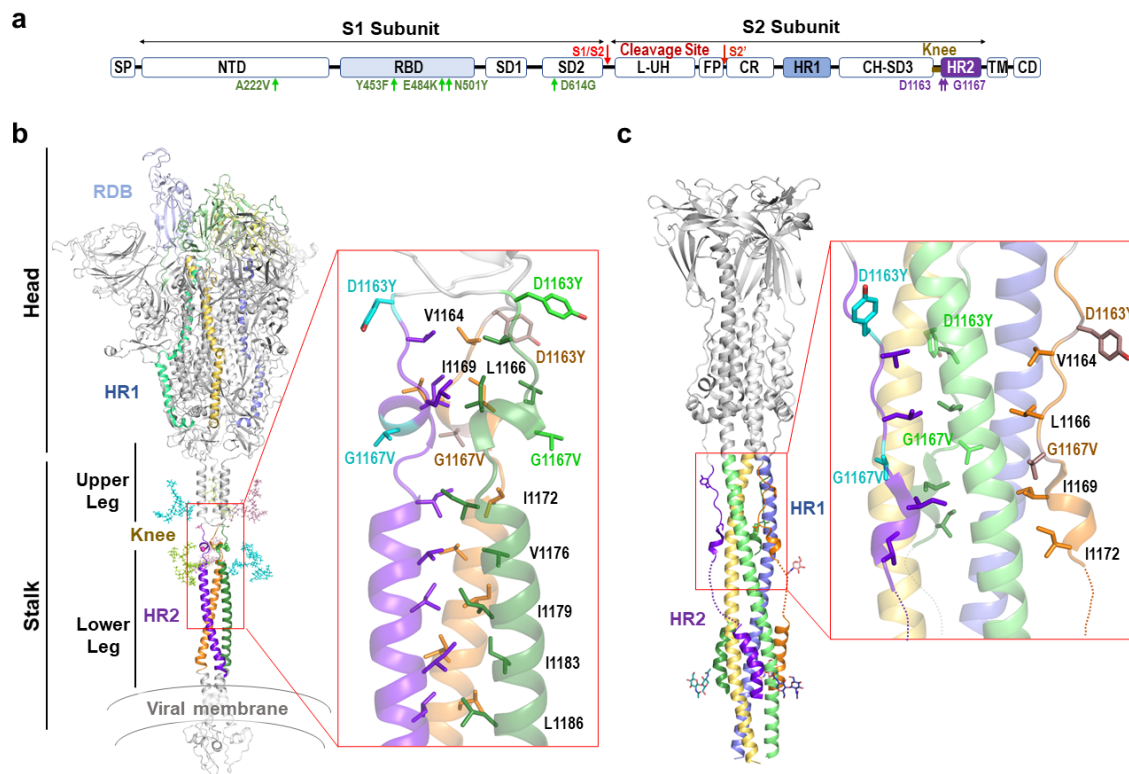 a
S1 Subunit
S2 Subunit
S1/S2
Cleavage Site
S2'
Knee
SP
NTD
RBD
SD1
SD2
L-UH
FP
CR
HR1
CH-SD3
HR2
TM
CD
A222V
Y453F
E484K
N501Y
D614G
D1163
G1167
b
Head
Stalk
RDB
HR1
Upper
Leg
Knee
HR2
Lower
Leg
Viral membrane
D1163Y
D1163Y
V1164
D1163Y
I1169
L1166
G1167V
G1167V
G1167V
I1172
V1176
I1179
I1183
L1186
c
HR1
HR2
D1163Y
D1163Y
D1163Y
V1164
L1166
G1167V
G1167V
G1167V
I1169
I1172